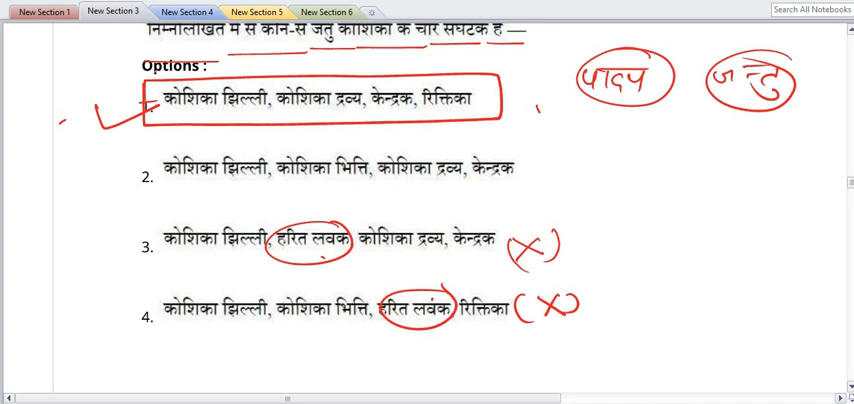 New Section 1 New Section 3 New Section 4 New Section 5 New Section 6 Search All Notebooks
निम्नलिखित में से कौन-से जंतु कोशिका के चार संघटक हैं —
Options :
पादप जन्तु
1. कोशिका झिल्ली, कोशिका द्रव्य, केन्द्रक, रिक्तिका
2. कोशिका झिल्ली, कोशिका भित्ति, कोशिका द्रव्य, केन्द्रक
3. कोशिका झिल्ली, हरित लवक कोशिका द्रव्य, केन्द्रक (X)
4. कोशिका झिल्ली, कोशिका भित्ति, हरित लवंक रिक्तिका (X)